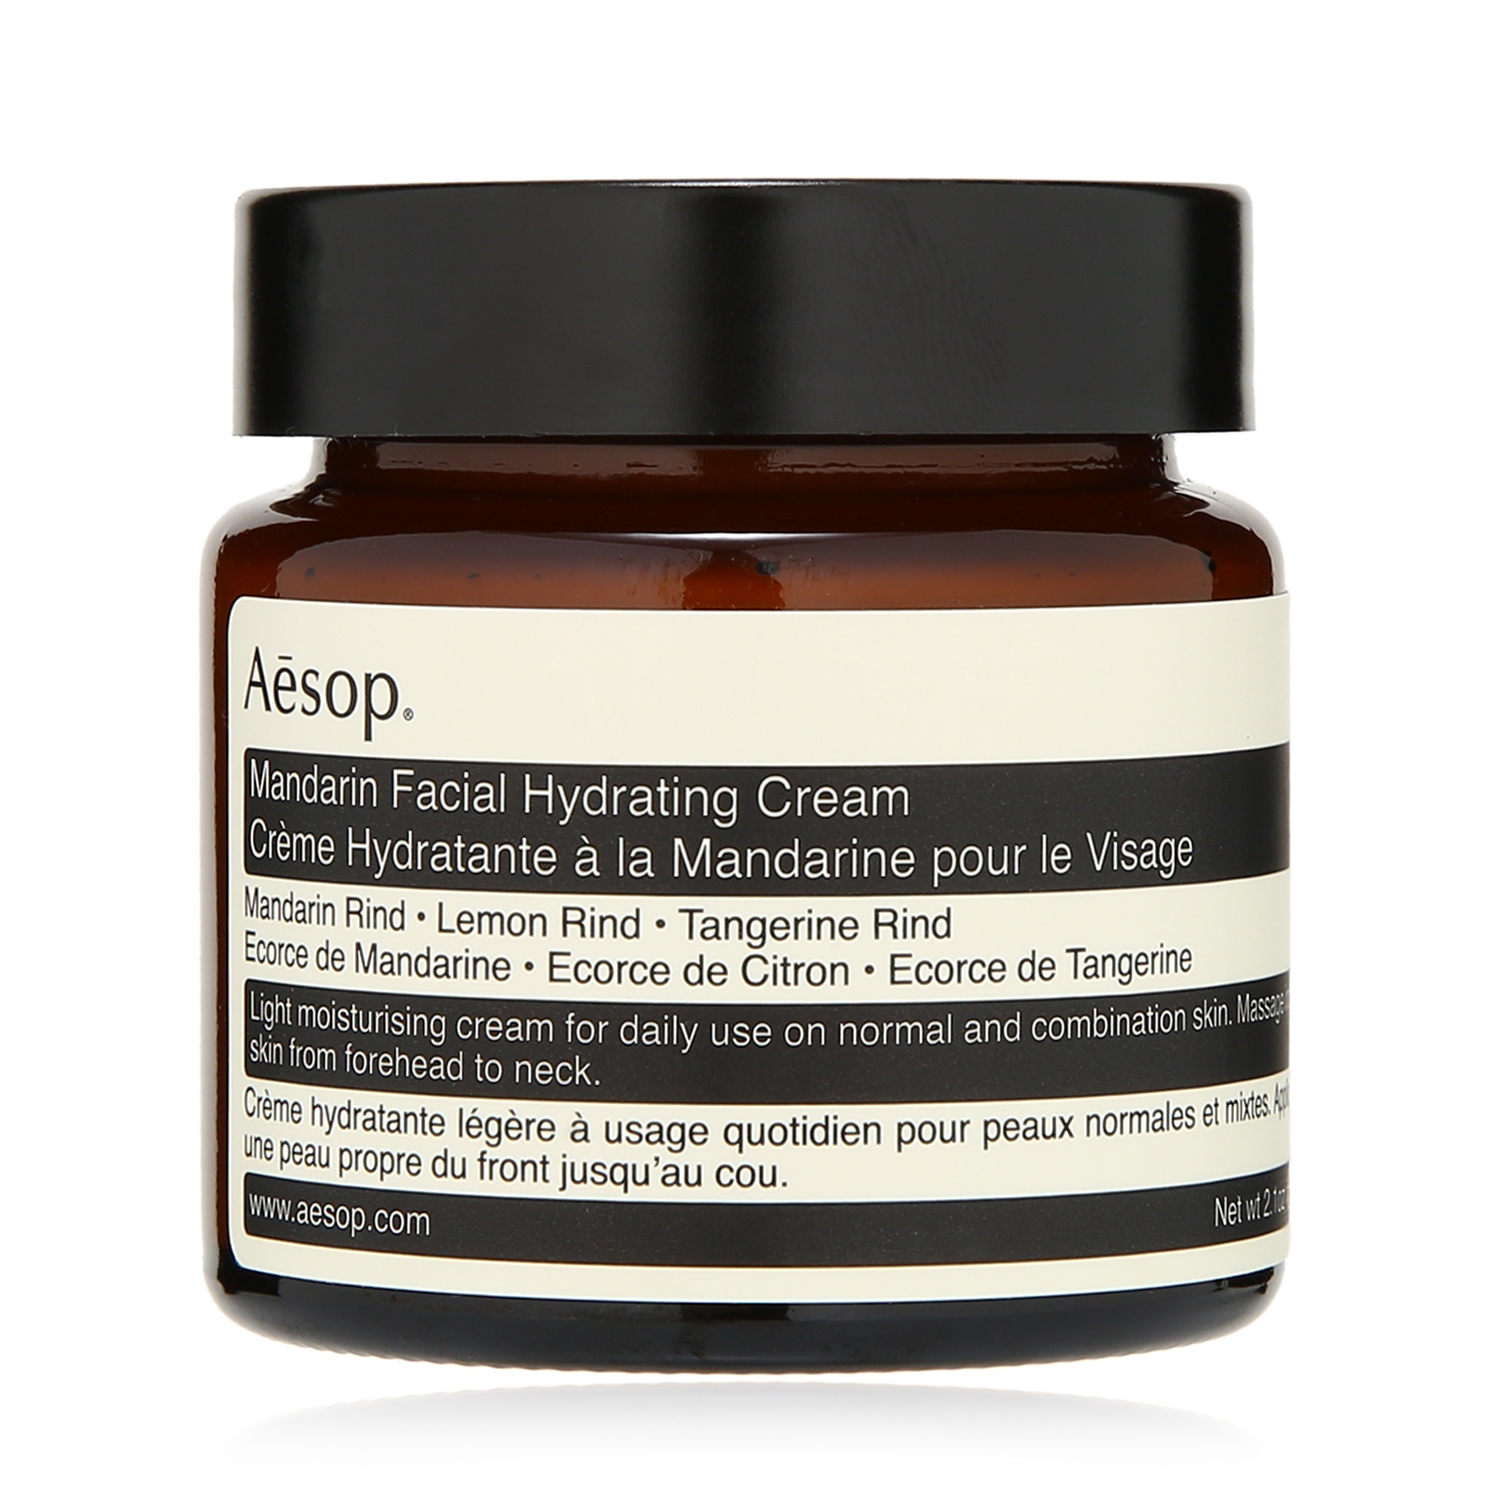 Aēsop®
Mandarin Facial Hydrating Cream
Crème Hydratante à la Mandarine pour le Visage
Mandarin Rind • Lemon Rind • Tangerine Rind
Ecorce de Mandarine • Ecorce de Citron • Ecorce de Tangerine
Light moisturising cream for daily use on normal and combination skin. Massage
skin from forehead to neck.
Crème hydratante légère à usage quotidien pour peaux normales et mixtes.
une peau propre du front jusqu'au cou.
www.aesop.com
Net wt 2.1oz